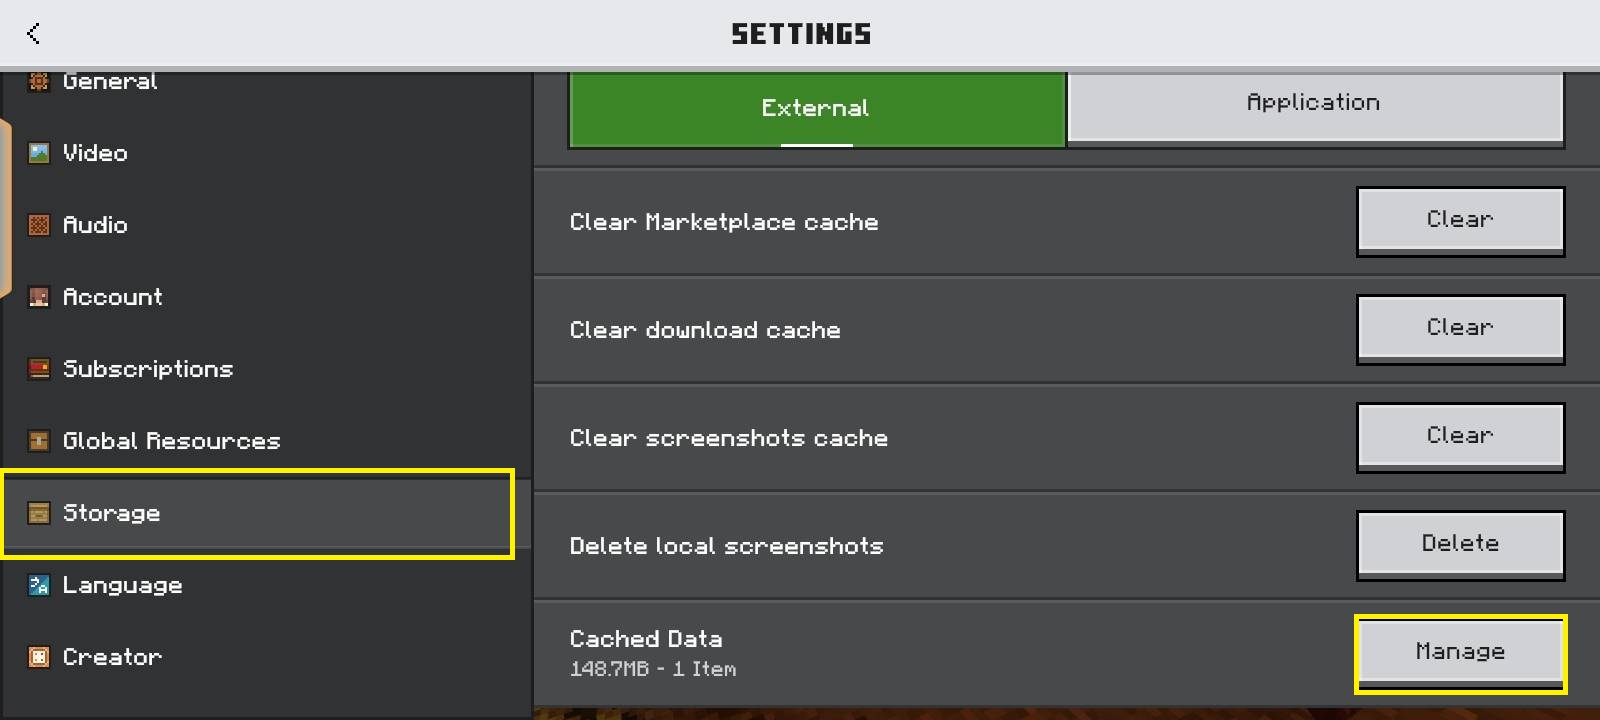 SETTINGS
General
Video
Audio
Account
Subscriptions
Global Resources
Storage
Language
Creator
External
Application
Clear Marketplace cache
Clear
Clear download cache
Clear
Clear screenshots cache
Clear
Delete local screenshots
Delete
Cached Data
148.7MB - 1 Item
Manage